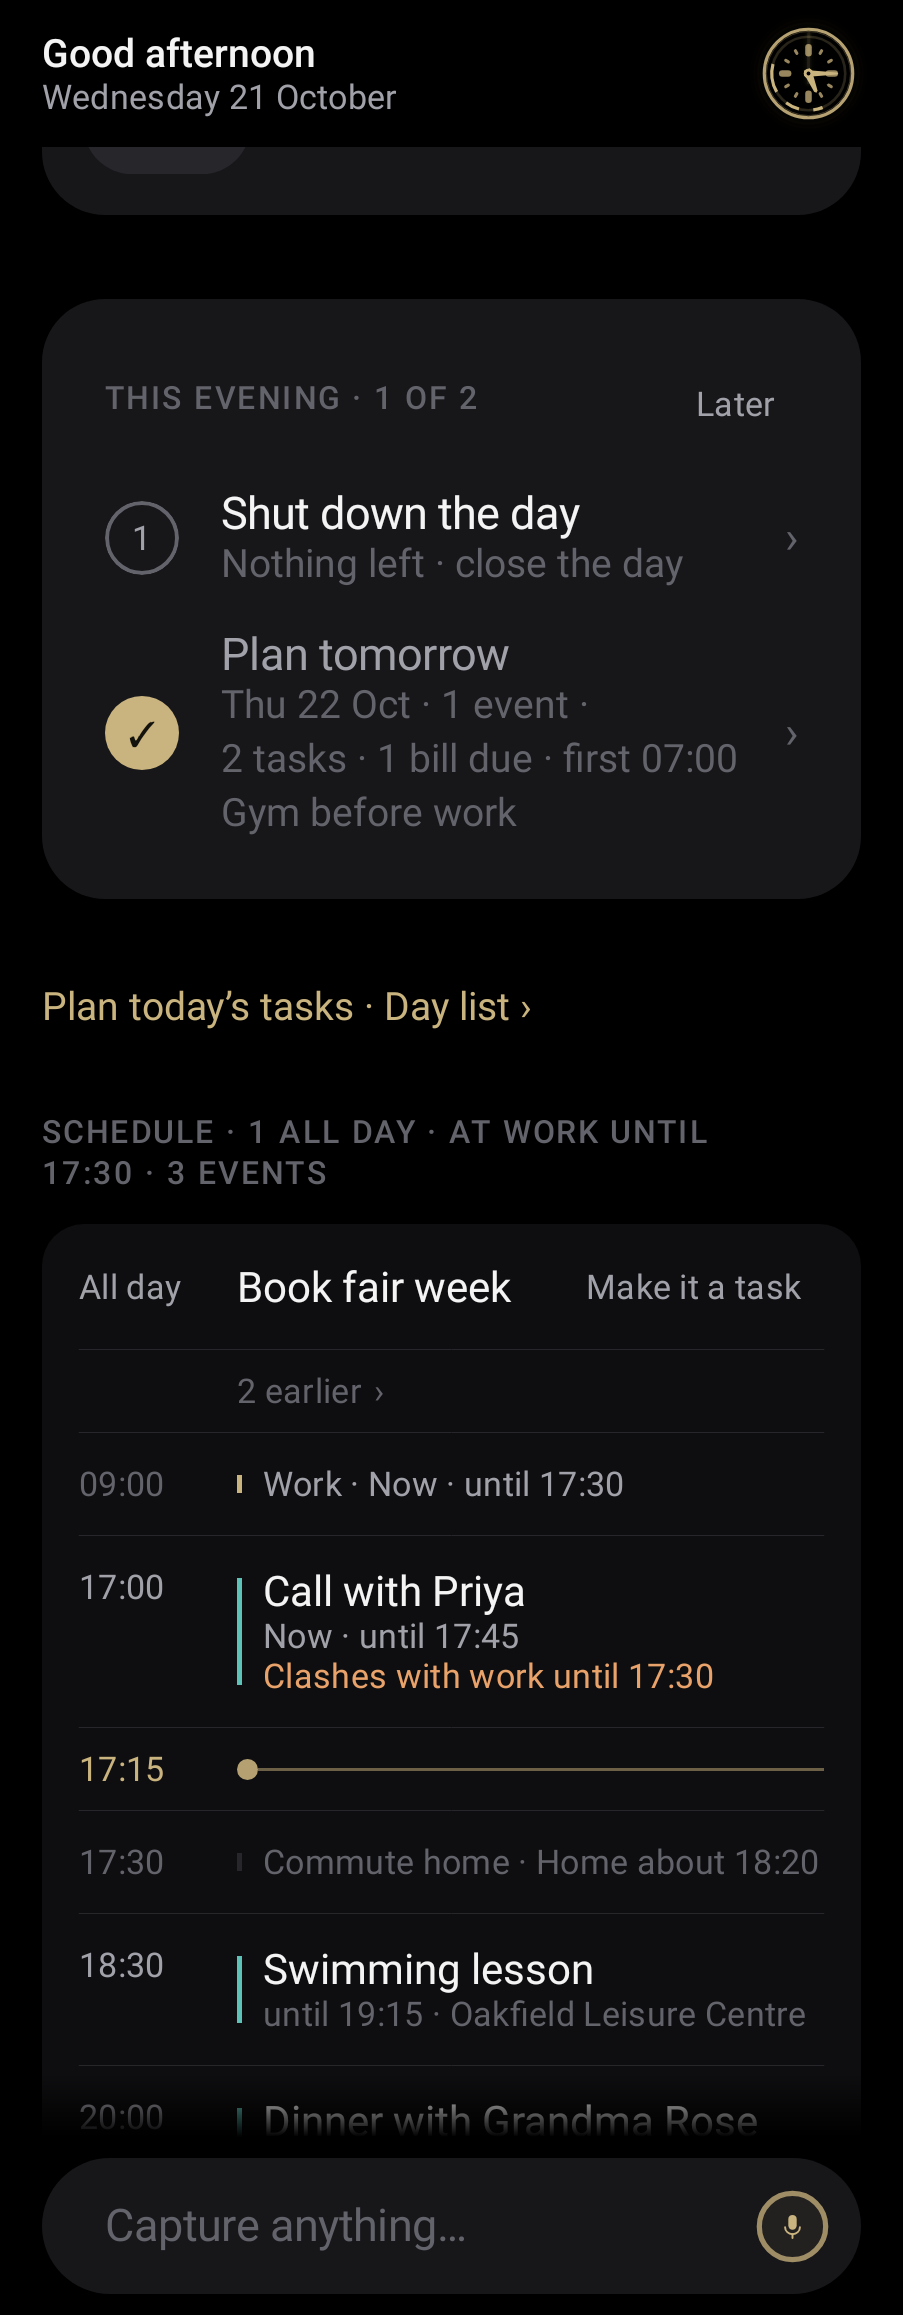 Good afternoon
Wednesday 21 October
THIS EVENING · 1 OF 2
Later
1
Shut down the day
Nothing left · close the day
›
Plan tomorrow
Thu 22 Oct · 1 event ·
2 tasks · 1 bill due · first 07:00
Gym before work
✓
›
Plan today’s tasks · Day list ›
SCHEDULE · 1 ALL DAY · AT WORK UNTIL
17:30 · 3 EVENTS
All day Book fair week Make it a task
2 earlier ›
09:00 Work · Now · until 17:30
17:00 Call with Priya
Now · until 17:45
Clashes with work until 17:30
17:15
17:30 Commute home · Home about 18:20
18:30 Swimming lesson
until 19:15 · Oakfield Leisure Centre
20:00 Dinner with Grandma Rose
Capture anything…